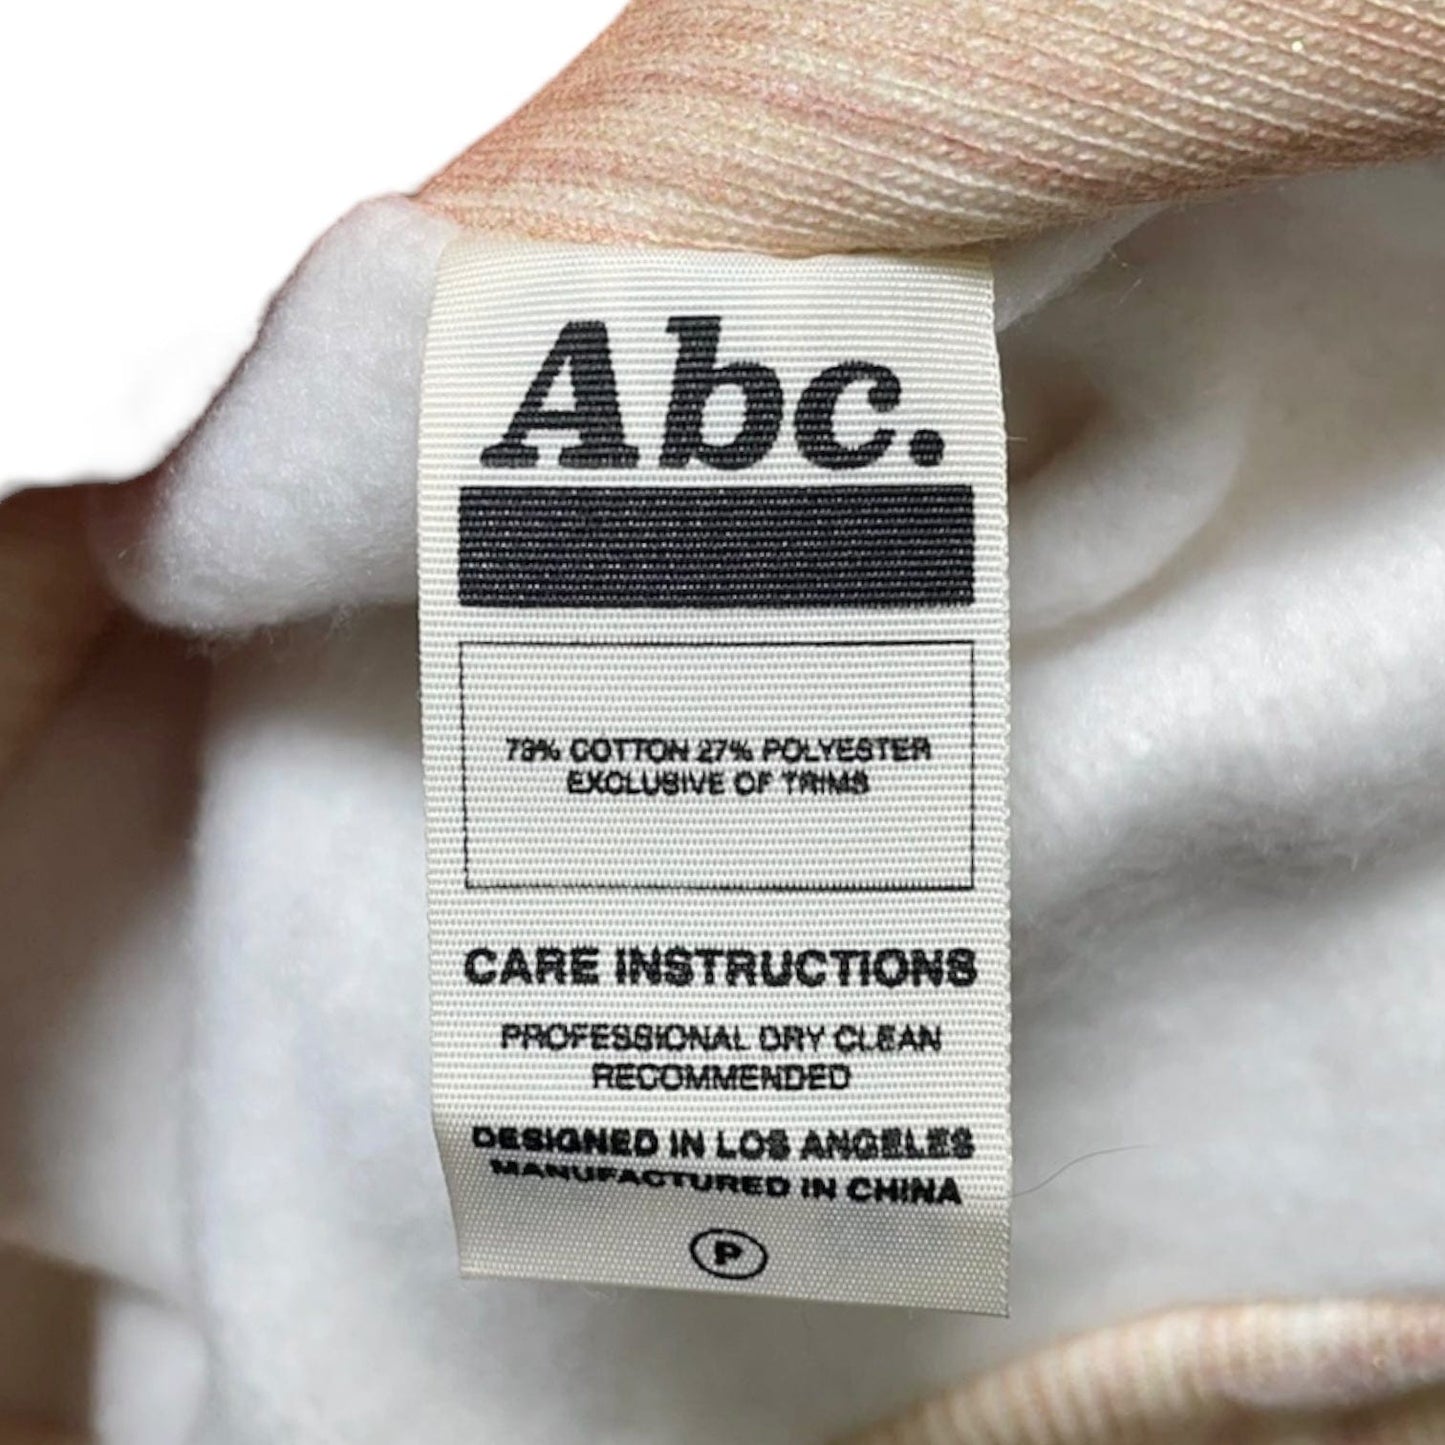 Abc.
73% COTTON 27% POLYESTER
EXCLUSIVE OF TRIMS
CARE INSTRUCTIONS
PROFESSIONAL DRY CLEAN
RECOMMENDED
DESIGNED IN LOS ANGELES
MANUFACTURED IN CHINA
P